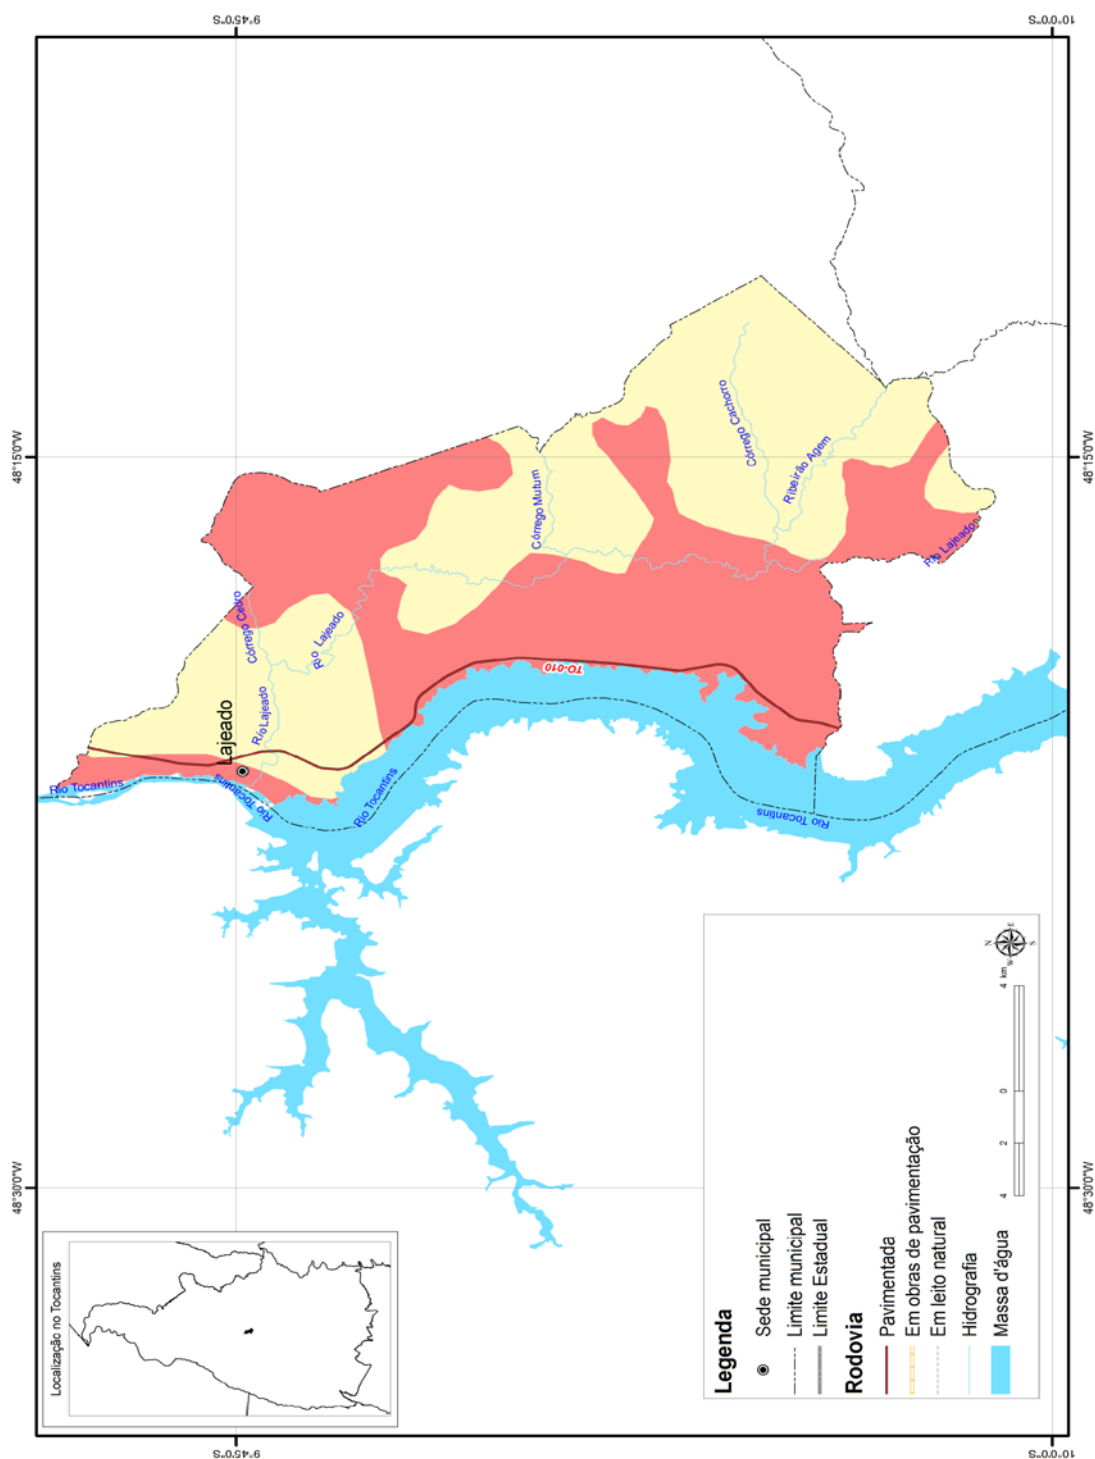 9°45'0"S
10°0'0"S
48°15'0"W
48°15'0"W
48°30'0"W
48°30'0"W
9°45'0"S
10°0'0"S
Rio Tocantins
Lajeado
Rio Tocantins
Rio Lajeado
Córrego Cedro
Rio Lajeado
Rio Tocantins
TO-010
Córrego Mutum
Córrego Cachorro
Ribeirão Agem
Rio Lajeado
Rio Tocantins
Localização no Tocantins
Legenda
Sede municipal
Limite municipal
Limite Estadual
Rodovia
Pavimentada
Em obras de pavimentação
Em leito natural
Hidrografia
Massa d'água
4 2 0 4 km
N
W E
S